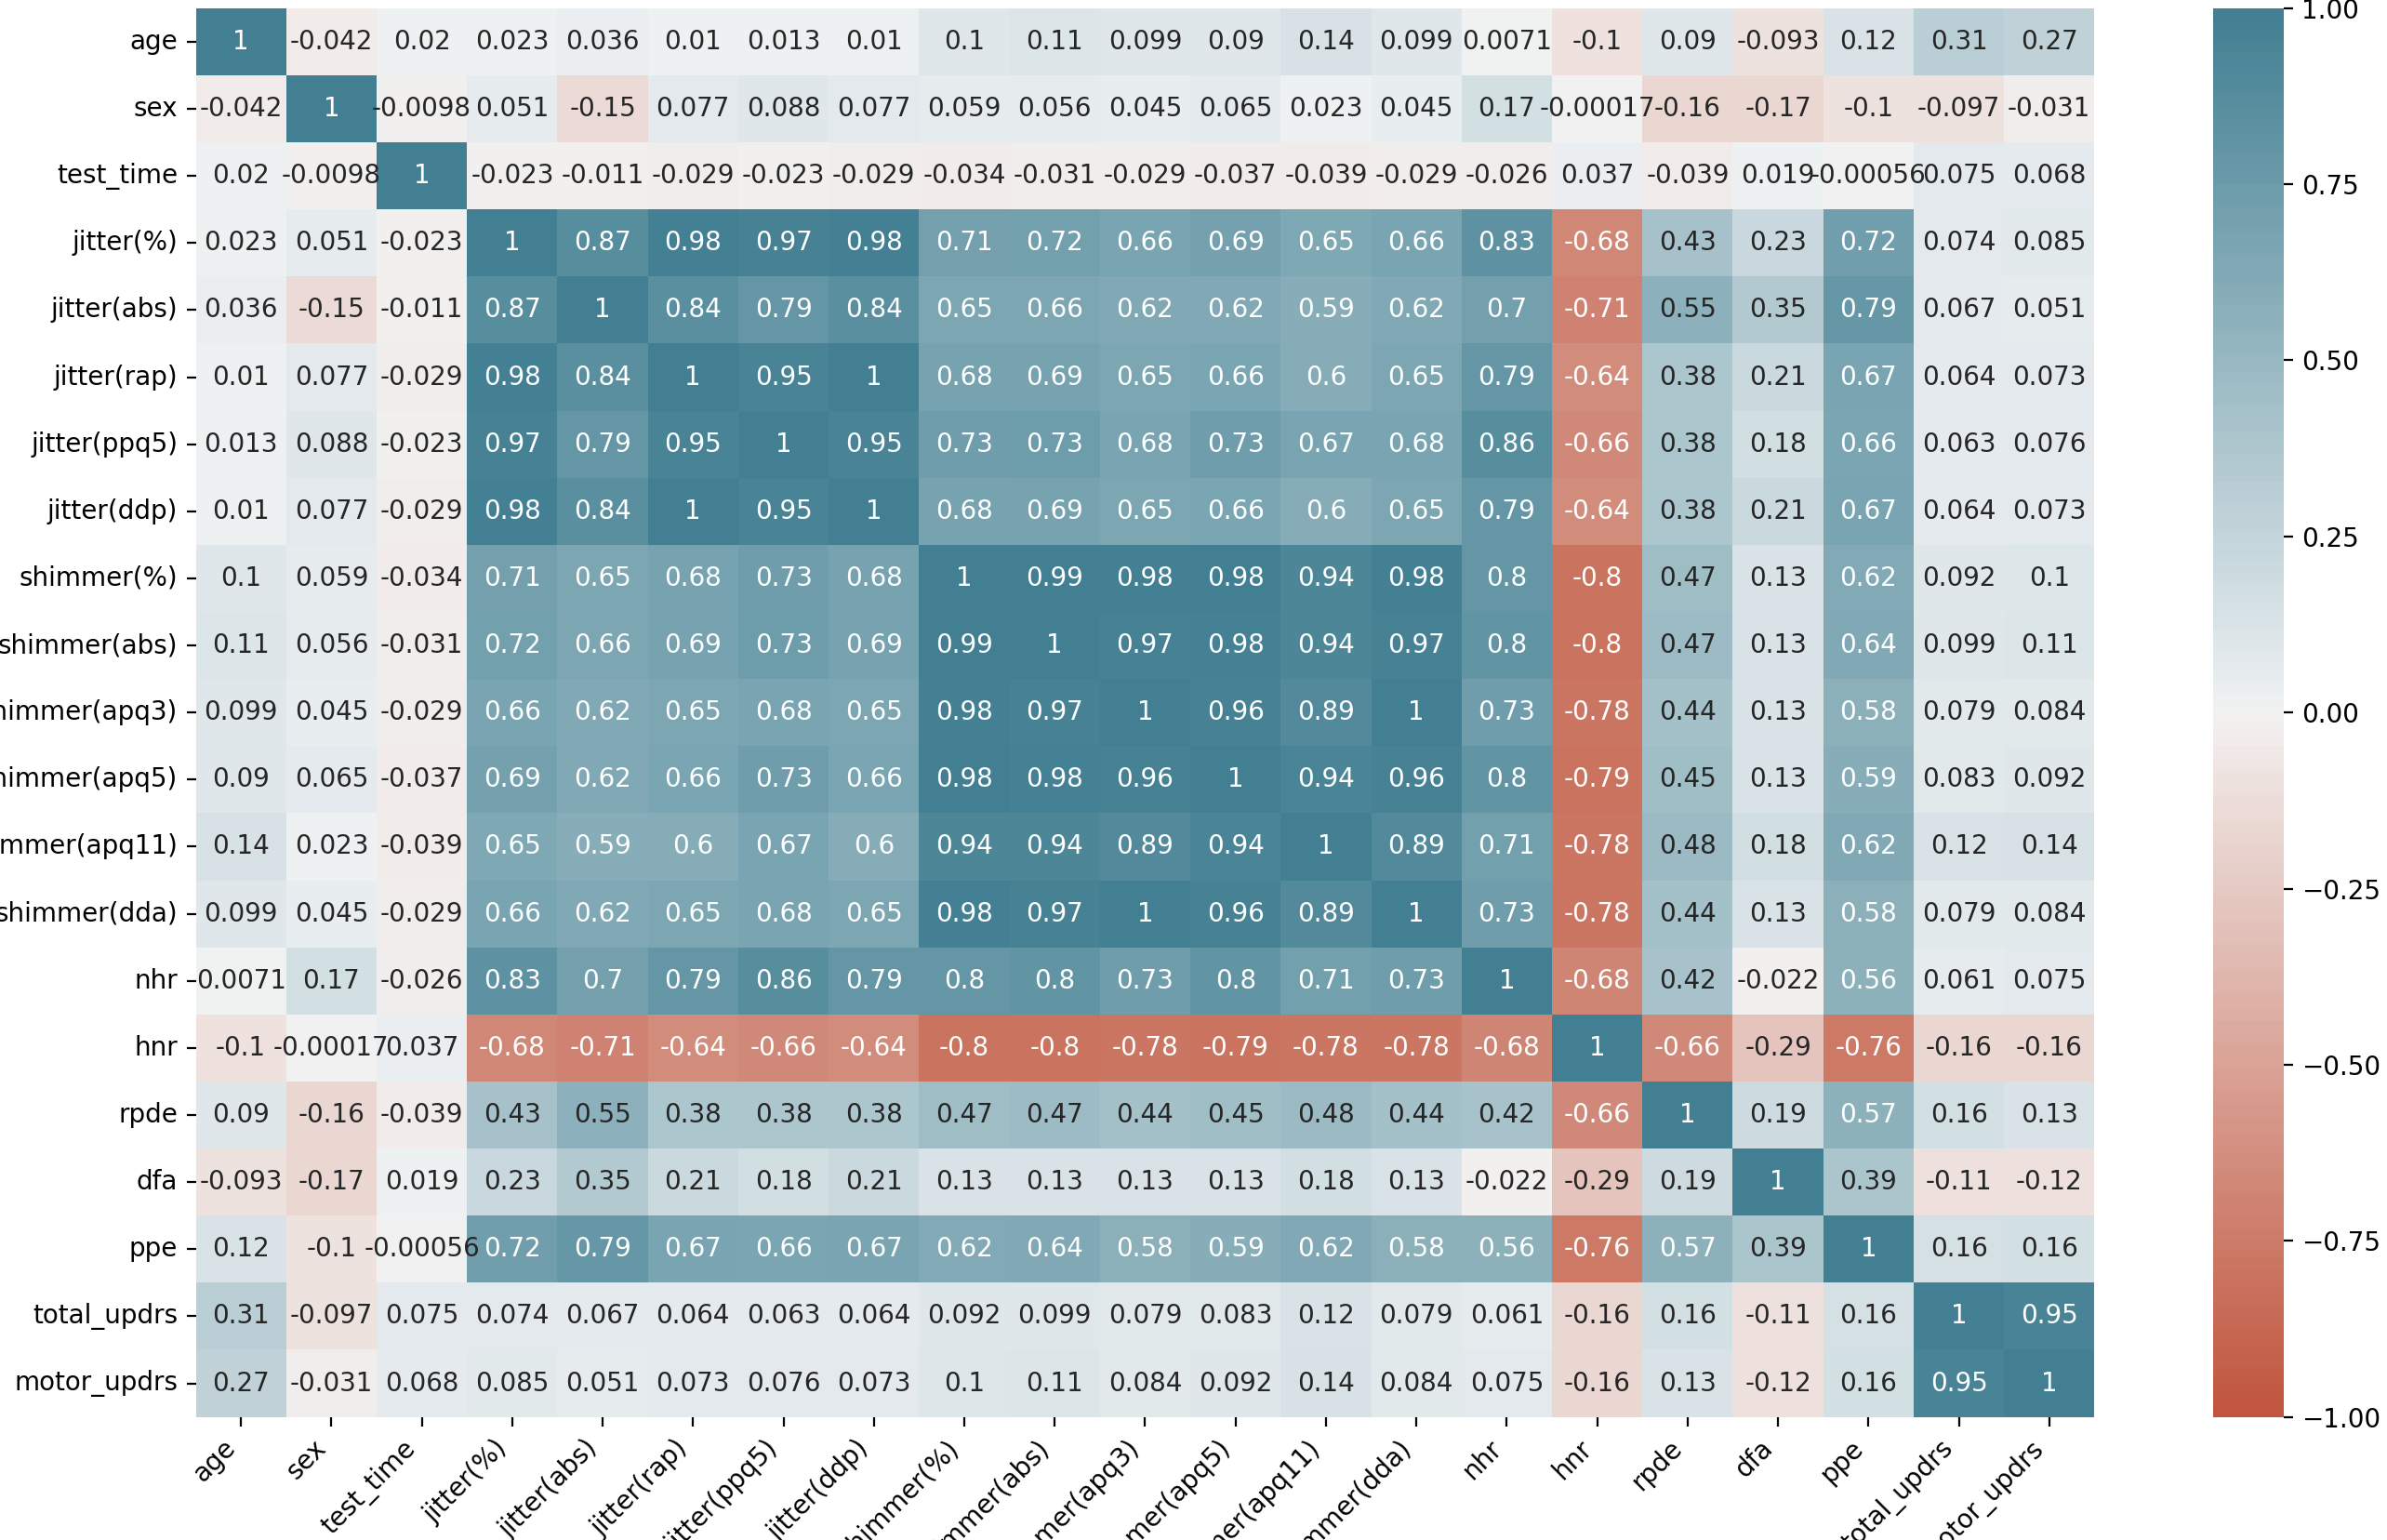 age 1 -0.042 0.02 0.023 0.036 0.01 0.013 0.01 0.1 0.11 0.099 0.09 0.14 0.099 0.0071 -0.1 0.09 -0.093 0.12 0.31 0.27
sex -0.042 1 -0.0098 0.051 -0.15 0.077 0.088 0.077 0.059 0.056 0.045 0.065 0.023 0.045 0.17 -0.00017 -0.16 -0.17 -0.1 -0.097 -0.031
test_time 0.02 -0.0098 1 -0.023 -0.011 -0.029 -0.023 -0.029 -0.034 -0.031 -0.029 -0.037 -0.039 -0.029 -0.026 0.037 -0.039 0.019 -0.00056 0.075 0.068
jitter(%) 0.023 0.051 -0.023 1 0.87 0.98 0.97 0.98 0.71 0.72 0.66 0.69 0.65 0.66 0.83 -0.68 0.43 0.23 0.72 0.074 0.085
jitter(abs) 0.036 -0.15 -0.011 0.87 1 0.84 0.79 0.84 0.65 0.66 0.62 0.62 0.59 0.62 0.7 -0.71 0.55 0.35 0.79 0.067 0.051
jitter(rap) 0.01 0.077 -0.029 0.98 0.84 1 0.95 1 0.68 0.69 0.65 0.66 0.6 0.65 0.79 -0.64 0.38 0.21 0.67 0.064 0.073
jitter(ppq5) 0.013 0.088 -0.023 0.97 0.79 0.95 1 0.95 0.73 0.73 0.68 0.73 0.67 0.68 0.86 -0.66 0.38 0.18 0.66 0.063 0.076
jitter(ddp) 0.01 0.077 -0.029 0.98 0.84 1 0.95 1 0.68 0.69 0.65 0.66 0.6 0.65 0.79 -0.64 0.38 0.21 0.67 0.064 0.073
shimmer(%) 0.1 0.059 -0.034 0.71 0.65 0.68 0.73 0.68 1 0.99 0.98 0.98 0.94 0.98 0.8 -0.8 0.47 0.13 0.62 0.092 0.1
shimmer(abs) 0.11 0.056 -0.031 0.72 0.66 0.69 0.73 0.69 0.99 1 0.97 0.98 0.94 0.97 0.8 -0.8 0.47 0.13 0.64 0.099 0.11
himmer(apq3) 0.099 0.045 -0.029 0.66 0.62 0.65 0.68 0.65 0.98 0.97 1 0.96 0.89 1 0.73 -0.78 0.44 0.13 0.58 0.079 0.084
himmer(apq5) 0.09 0.065 -0.037 0.69 0.62 0.66 0.73 0.66 0.98 0.98 0.96 1 0.94 0.96 0.8 -0.79 0.45 0.13 0.59 0.083 0.092
mmer(apq11) 0.14 0.023 -0.039 0.65 0.59 0.6 0.67 0.6 0.94 0.94 0.89 0.94 1 0.89 0.71 -0.78 0.48 0.18 0.62 0.12 0.14
shimmer(dda) 0.099 0.045 -0.029 0.66 0.62 0.65 0.68 0.65 0.98 0.97 1 0.96 0.89 1 0.73 -0.78 0.44 0.13 0.58 0.079 0.084
nhr 0.0071 0.17 -0.026 0.83 0.7 0.79 0.86 0.79 0.8 0.8 0.73 0.8 0.71 0.73 1 -0.68 0.42 -0.022 0.56 0.061 0.075
hnr -0.1 -0.00017 0.037 -0.68 -0.71 -0.64 -0.66 -0.64 -0.8 -0.8 -0.78 -0.79 -0.78 -0.78 -0.68 1 -0.66 -0.29 -0.76 -0.16 -0.16
rpde 0.09 -0.16 -0.039 0.43 0.55 0.38 0.38 0.38 0.47 0.47 0.44 0.45 0.48 0.44 0.42 -0.66 1 0.19 0.57 0.16 0.13
dfa -0.093 -0.17 0.019 0.23 0.35 0.21 0.18 0.21 0.13 0.13 0.13 0.13 0.18 0.13 -0.022 -0.29 0.19 1 0.39 -0.11 -0.12
ppe 0.12 -0.1 -0.00056 0.72 0.79 0.67 0.66 0.67 0.62 0.64 0.58 0.59 0.62 0.58 0.56 -0.76 0.57 0.39 1 0.16 0.16
total_updrs 0.31 -0.097 0.075 0.074 0.067 0.064 0.063 0.064 0.092 0.099 0.079 0.083 0.12 0.079 0.061 -0.16 0.16 -0.11 0.16 1 0.95
motor_updrs 0.27 -0.031 0.068 0.085 0.051 0.073 0.076 0.073 0.1 0.11 0.084 0.092 0.14 0.084 0.075 -0.16 0.13 -0.12 0.16 0.95 1
age sex test_time jitter(%) jitter(abs) jitter(rap) jitter(ppq5) jitter(ddp) himmer(%) mmer(abs) mer(apq3) mer(apq5) er(apq11) mmer(dda) nhr hnr rpde dfa ppe total_updrs otor_updrs
1.00
0.75
0.50
0.25
0.00
−0.25
−0.50
−0.75
−1.00